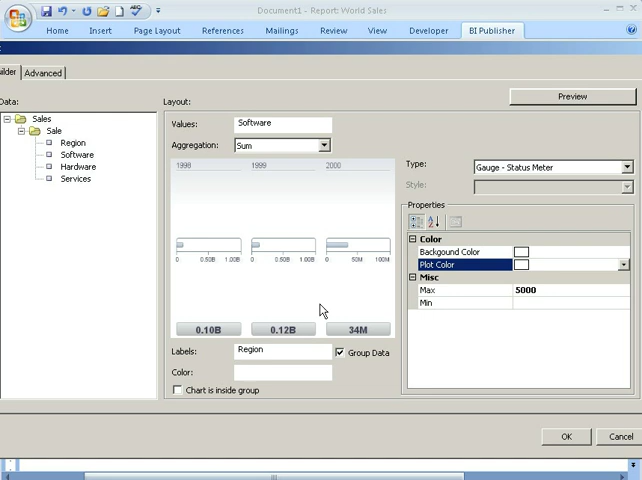 Document1 - Report: World Sales
Home Insert Page Layout References Mailings Review View Developer BI Publisher
ilder Advanced
Data:
Sales
Sale
Region
Software
Hardware
Services
Layout:
Preview
Values: Software
Aggregation: Sum
1998 1999 2000
0 0.50B 1.00B 0 0.50B 1.00B 0 50M 100M
0.10B 0.12B 34M
Labels: Region Group Data
Color:
Chart is inside group
Type: Gauge - Status Meter
Style:
Properties
Color
Backgound Color
Plot Color
Misc
Max 5000
Min
OK Cancel